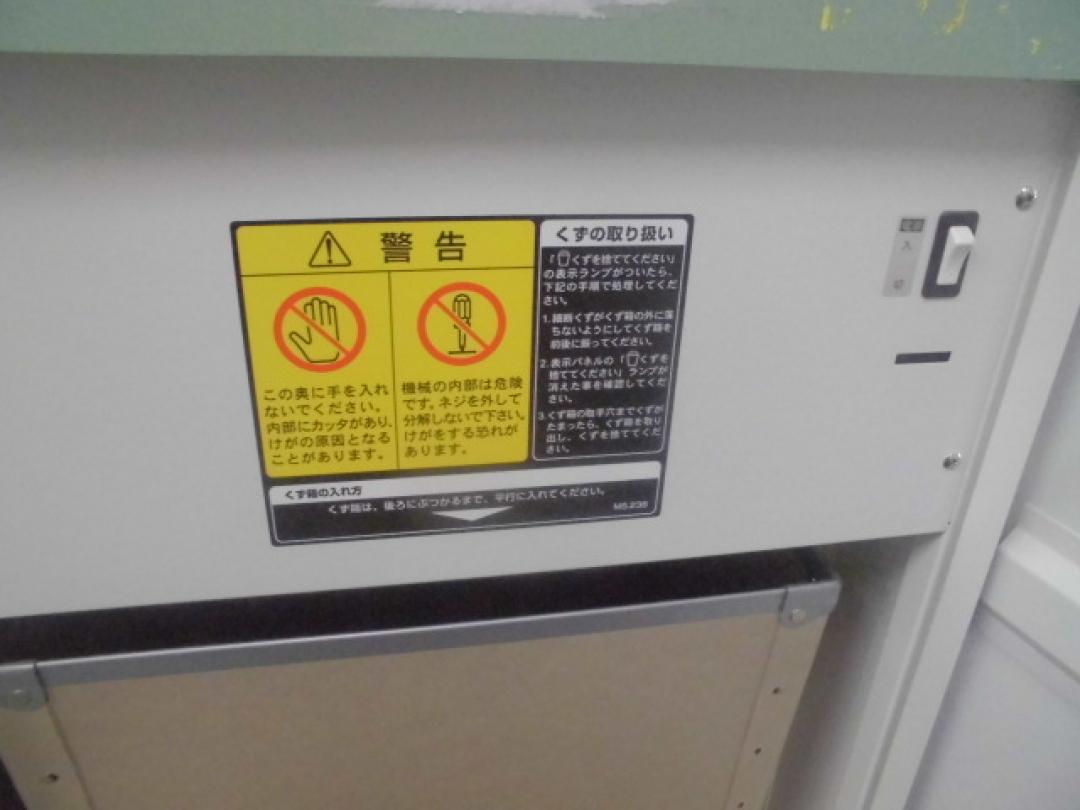 警告
この奥に手を入れ
ないでください。
内部にカッタがあり、
けがの原因となる
ことがあります。
機械の内部は危険
です。ネジを外して
分解しないで下さい。
けがをする恐れが
あります。
くずの取り扱い
「くずを捨ててください」
の表示ランプがついたら、
下記の手順で処理してくだ
さい。
1.細断くずがくず箱の外に落
ちないようにしてくず箱を
前後に振ってください。
2.表示パネルの「くずを
捨ててください」ランプが
消えた事を確認してくだ
さい。
3.くず箱の取手穴までくずが
たまったら、くず箱を取り
出し、くずを捨ててくだ
さい。
くず箱の入れ方
くず箱は、後ろにぶつかるまで、平行に入れてください。
電源
入
切